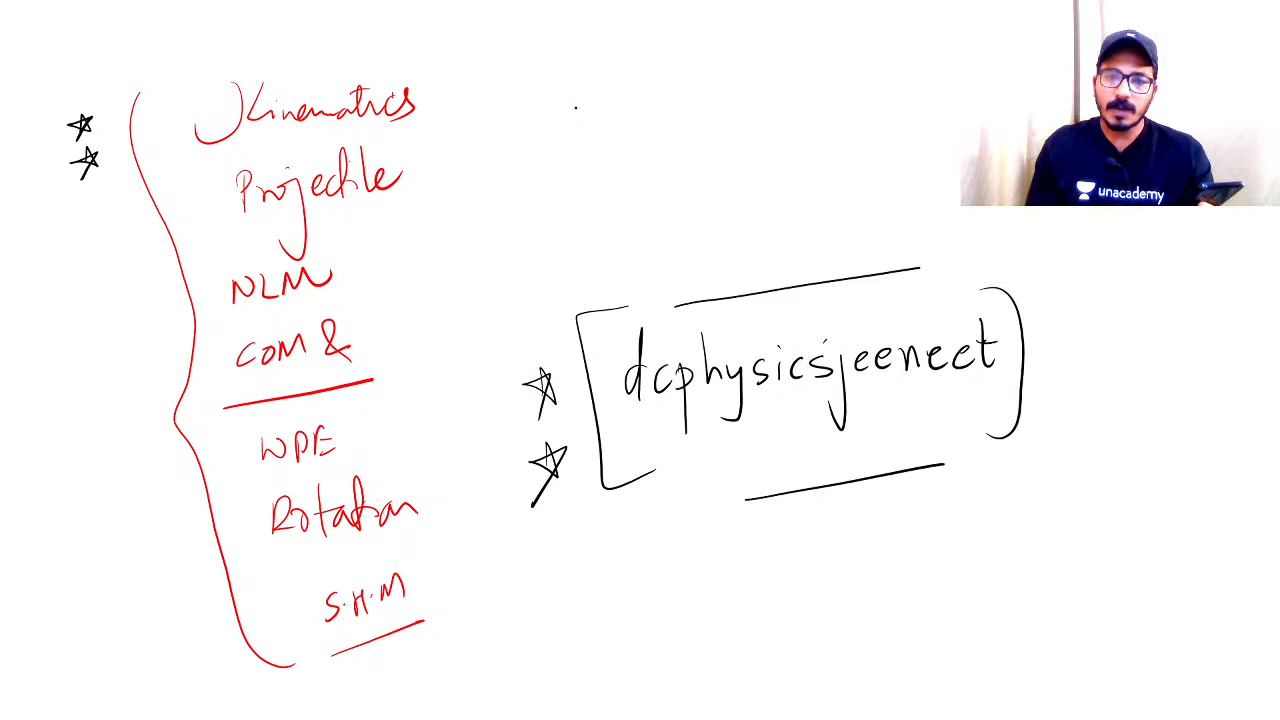 Kinematics
Projectile
NLM
COM &
WPE
Rotation
S.H.M
dcphysicsjeeneet
unacademy